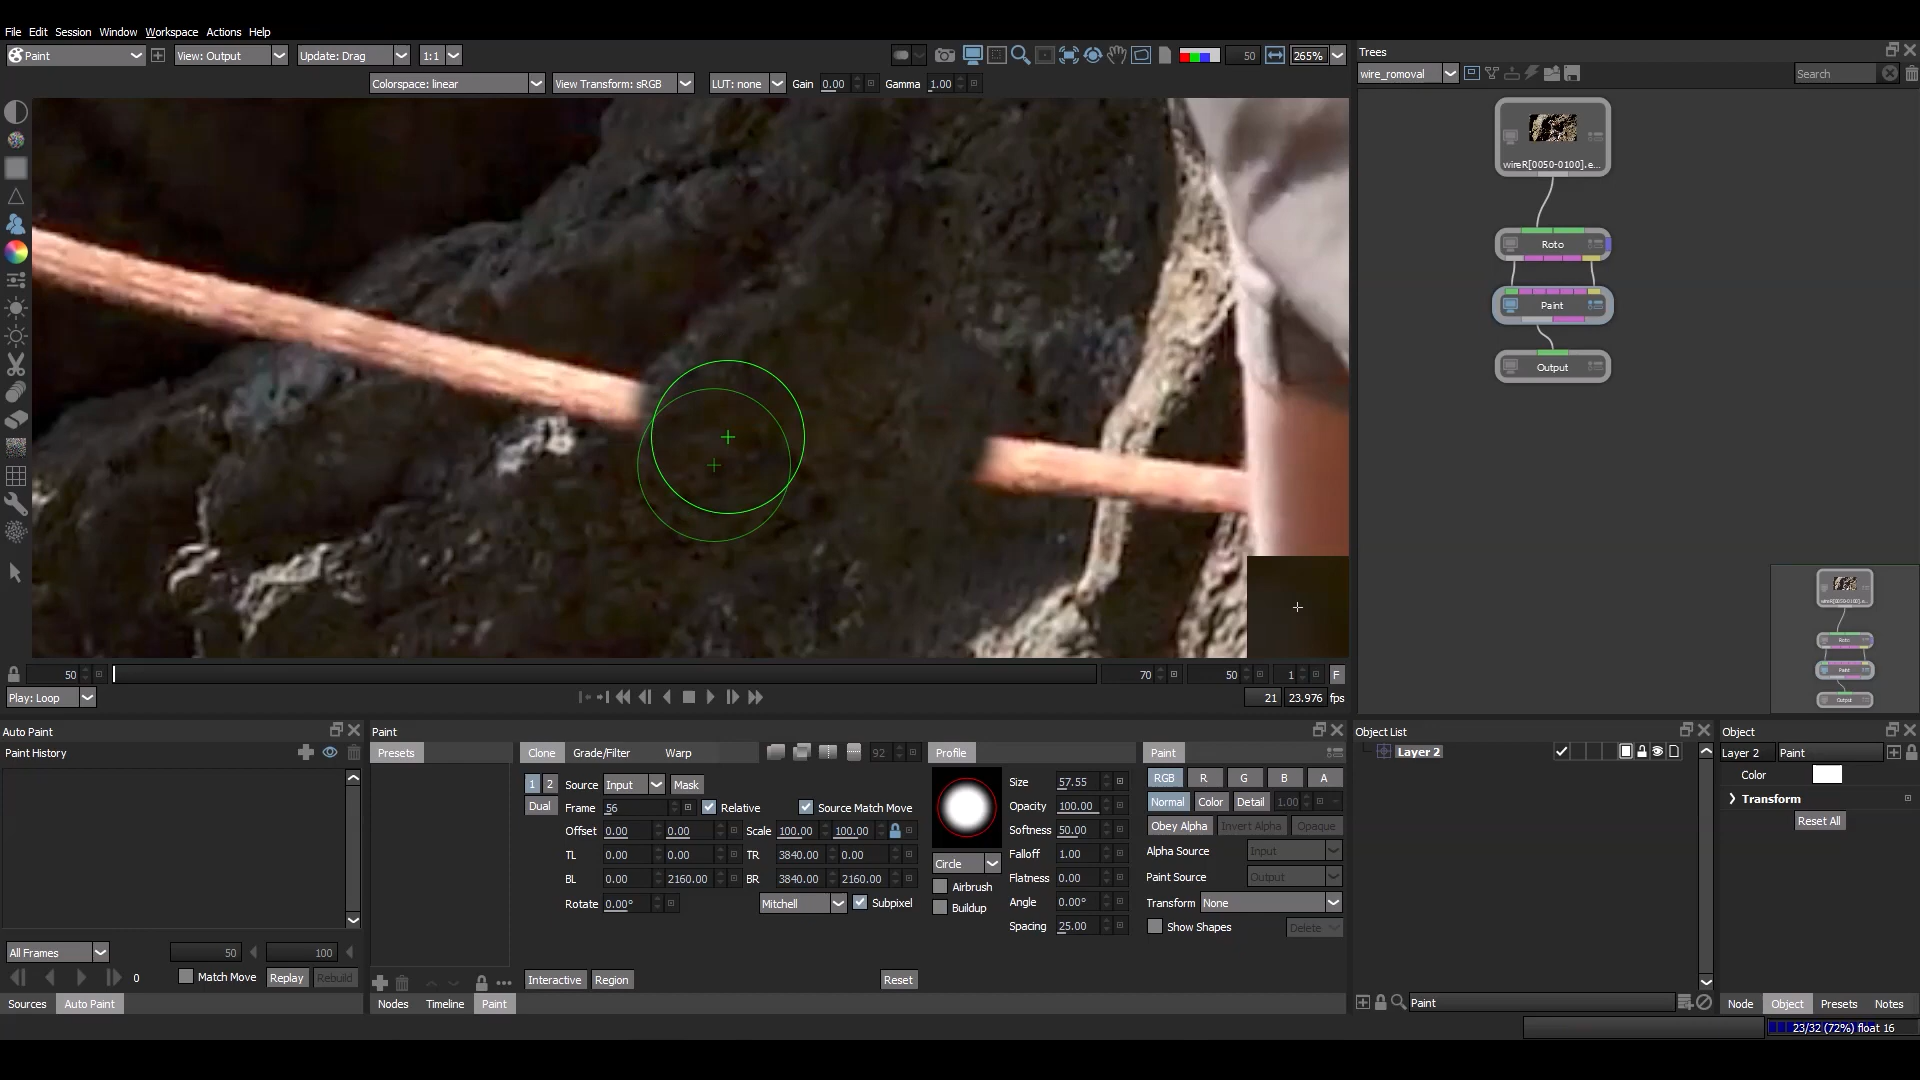 File Edit Session Window Workspace Actions Help
Paint View: Output Update: Drag 1:1 50 265%
Colorspace: linear View Transform: sRGB LUT: none Gain 0.00 Gamma 1.00
Trees
wire_romoval Search
wireR[0050-0100].e...
Roto
Paint
Output
Roto
Paint
Output
50 70 50 1 F
Play: Loop 21 23.976 fps
Auto Paint
Paint History
All Frames 50 100
0 Match Move Replay Rebuild
Sources Auto Paint
Paint
Presets Clone Grade/Filter Warp 92 Profile Paint
1 2 Source Input Mask
Dual Frame 56 Relative Source Match Move
Offset 0.00 0.00 Scale 100.00 100.00
TL 0.00 0.00 TR 3840.00 0.00
BL 0.00 2160.00 BR 3840.00 2160.00
Rotate 0.00° Mitchell Subpixel
Interactive Region Reset
Circle
Airbrush
Buildup
Size 57.55
Opacity 100.00
Softness 50.00
Falloff 1.00
Flatness 0.00
Angle 0.00°
Spacing 25.00
RGB R G B A
Normal Color Detail 1.00
Obey Alpha Invert Alpha Opaque
Alpha Source Input
Paint Source Output
Transform None
Show Shapes Delete
Nodes Timeline Paint
Object List
Layer 2
Paint
Object
Layer 2 Paint
Color
Transform
Reset All
Node Object Presets Notes
23/32 (72%) float 16